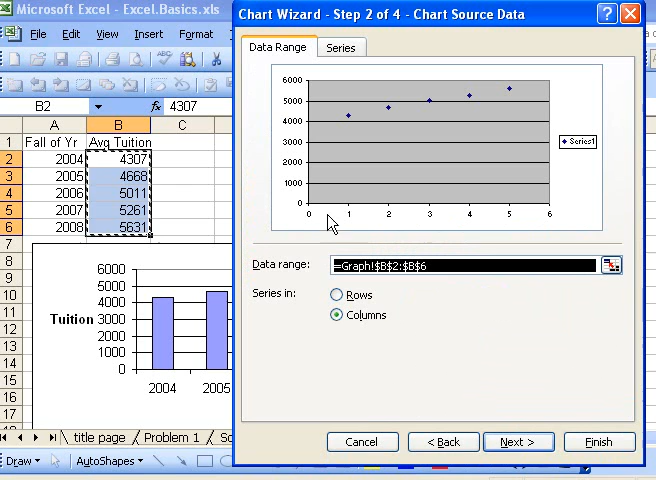 Microsoft Excel - Excel.Basics.xls
File Edit View Insert Format
B2 fx 4307
A B C
1 Fall of Yr Avg Tuition
2 2004 4307
3 2005 4668
4 2006 5011
5 2007 5261
6 2008 5631
7
8
9
10
11
12
13
14
15
16
17
6000
5000
4000
Tuition 3000
2000
1000
0
2004 2005
title page Problem 1
Draw AutoShapes
Chart Wizard - Step 2 of 4 - Chart Source Data
Data Range Series
6000
5000
4000
3000
2000
1000
0
0 1 2 3 4 5 6
Series1
Data range: =Graph!$B$2:$B$6
Series in: Rows
Columns
Cancel < Back Next > Finish